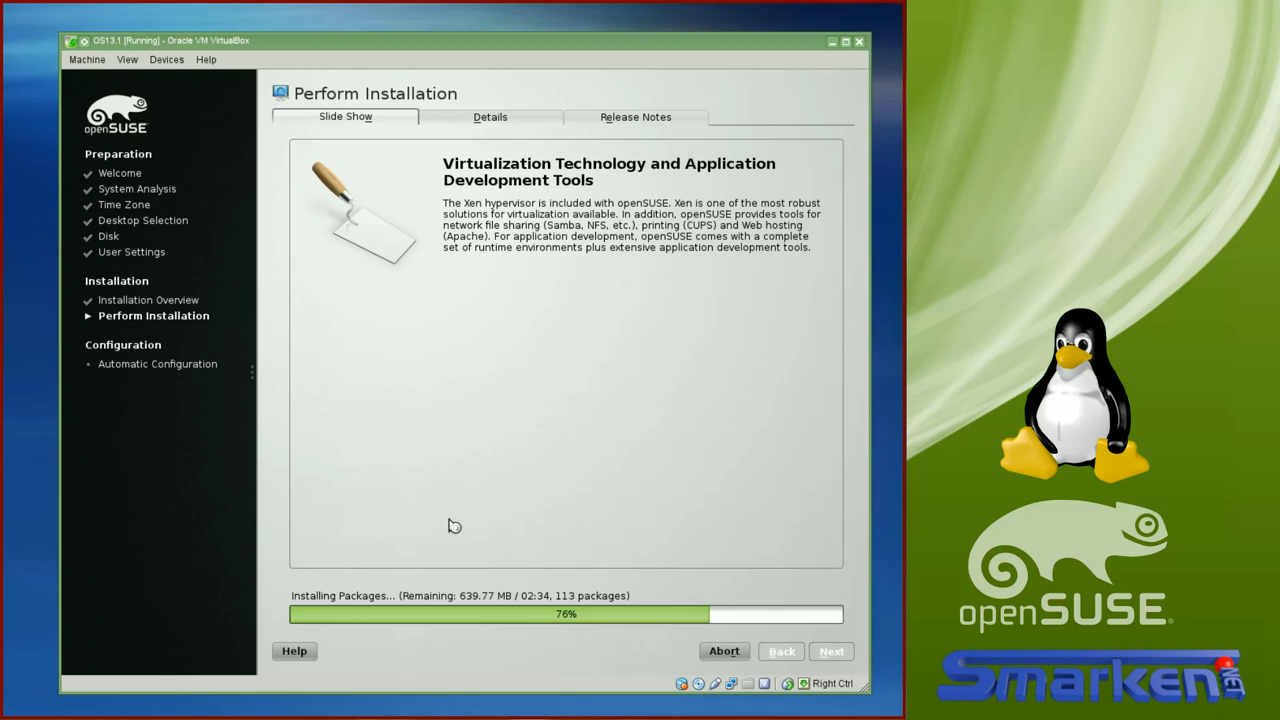 OS13.1 [Running] - Oracle VM VirtualBox
Machine View Devices Help
openSUSE
Preparation
Welcome
System Analysis
Time Zone
Desktop Selection
Disk
User Settings
Installation
Installation Overview
Perform Installation
Configuration
Automatic Configuration
Perform Installation
Slide Show Details Release Notes
Virtualization Technology and Application
Development Tools
The Xen hypervisor is included with openSUSE. Xen is one of the most robust
solutions for virtualization available. In addition, openSUSE provides tools for
network file sharing (Samba, NFS, etc.), printing (CUPS) and Web hosting
(Apache). For application development, openSUSE comes with a complete
set of runtime environments plus extensive application development tools.
Installing Packages... (Remaining: 639.77 MB / 02:34, 113 packages)
76%
Help Abort Back Next
Right Ctrl
openSUSE
Smarken.NET